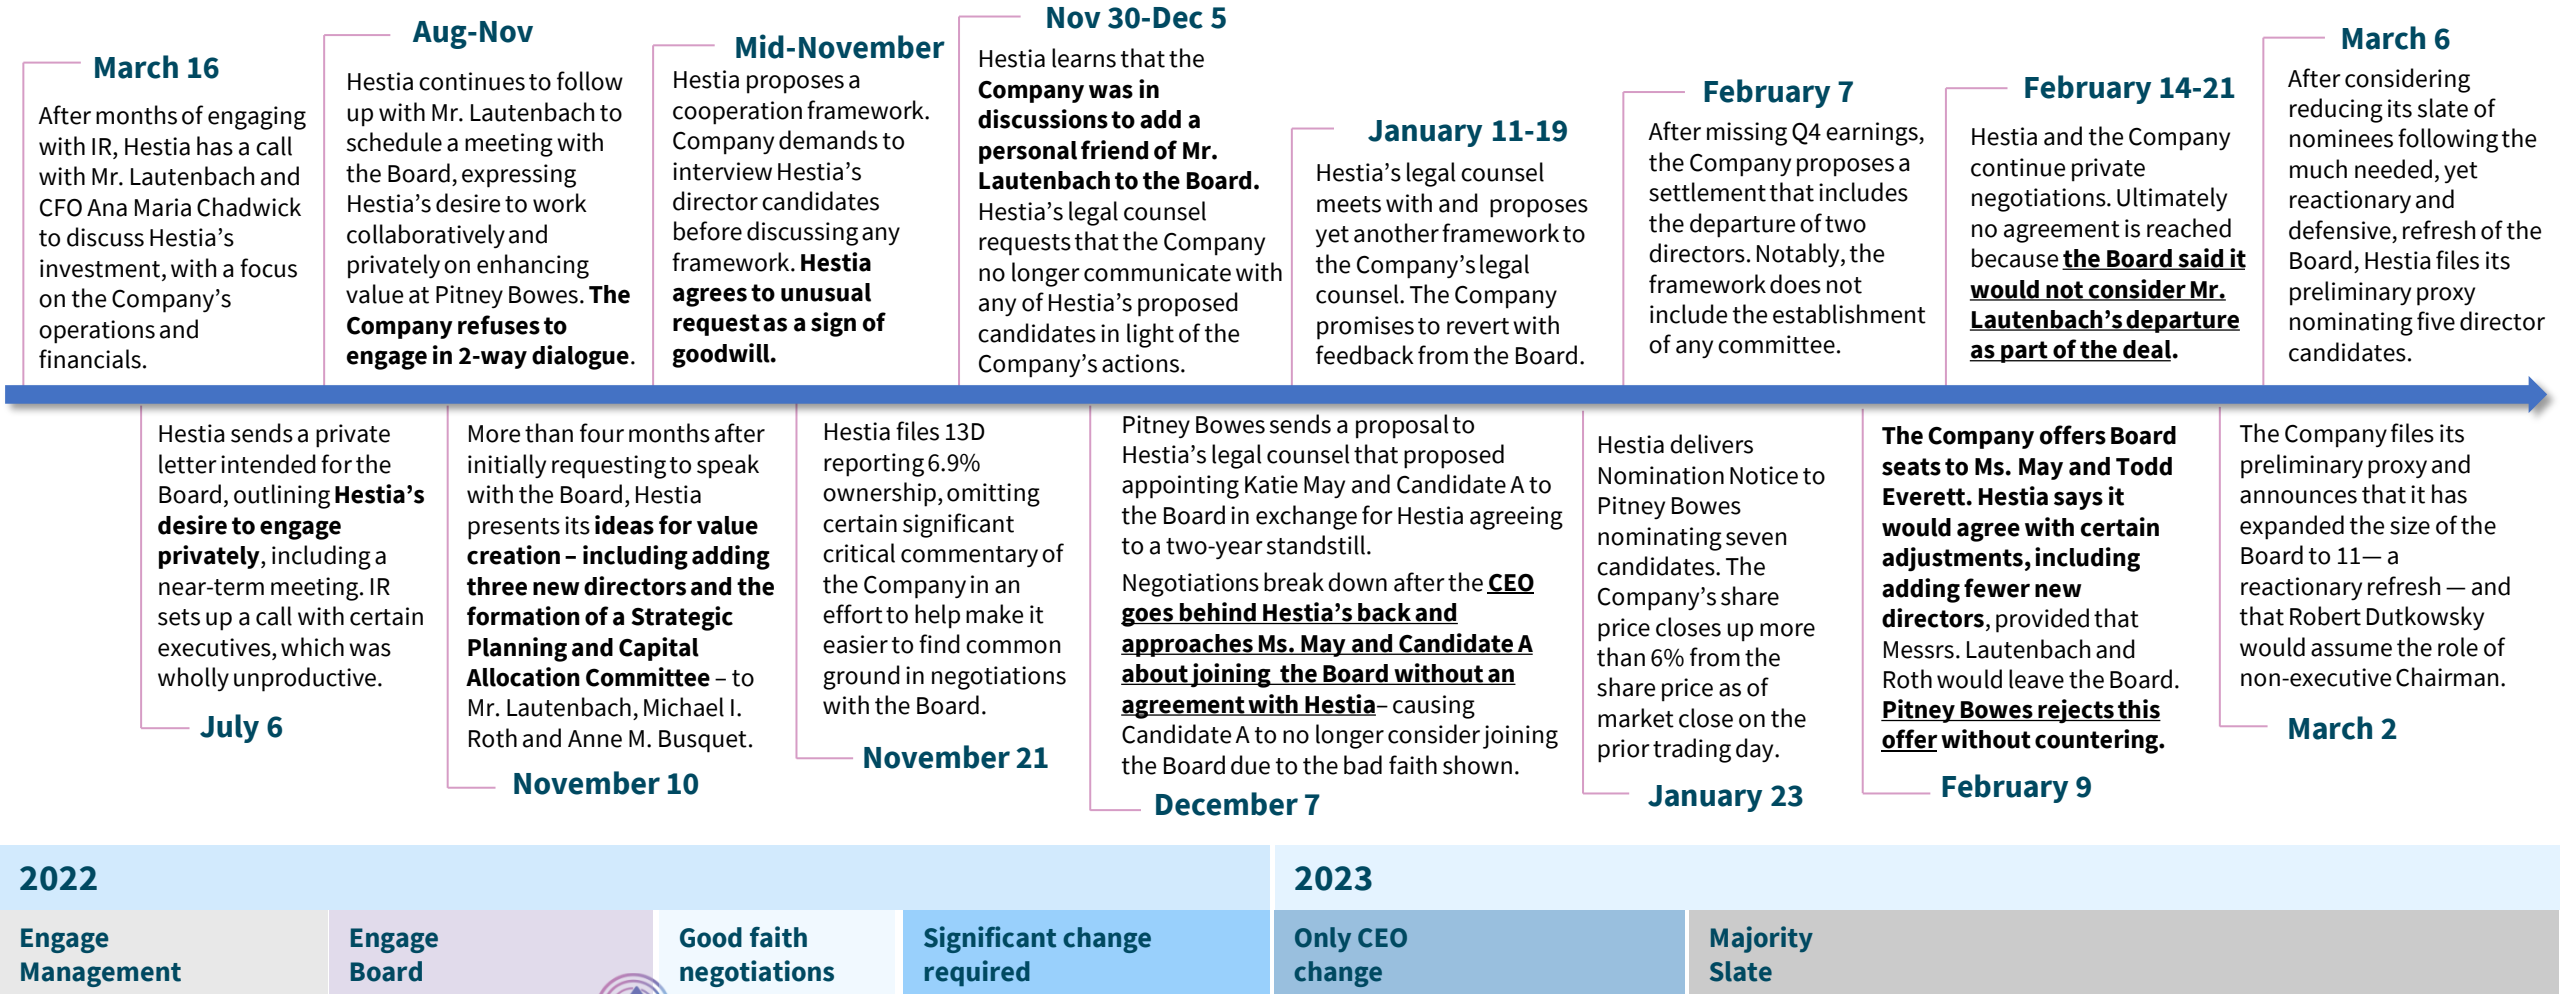 March 16
After months of engaging
with IR, Hestia has a call
with Mr. Lautenbach and
CFO Ana Maria Chadwick
to discuss Hestia's
investment, with a focus
on the Company's
operations and
financials.
Aug-Nov
Hestia continues to follow
up with Mr. Lautenbach to
schedule a meeting with
the Board, expressing
Hestia's desire to work
collaboratively and
privately on enhancing
value at Pitney Bowes. The
Company refuses to
engage in 2-way dialogue.
Mid-November
Hestia proposes a
cooperation framework.
Company demands to
interview Hestia's
director candidates
before discussing any
framework. Hestia
agrees to unusual
request as a sign of
goodwill.
Nov 30-Dec 5
Hestia learns that the
Company was in
discussions to add a
personal friend of Mr.
Lautenbach to the Board.
Hestia's legal counsel
requests that the Company
no longer communicate with
any of Hestia's proposed
candidates in light of the
Company's actions.
January 11-19
Hestia's legal counsel
meets with and proposes
yet another framework to
the Company's legal
counsel. The Company
promises to revert with
feedback from the Board.
February 7
After missing Q4 earnings,
the Company proposes a
settlement that includes
the departure of two
directors. Notably, the
framework does not
include the establishment
of any committee.
February 14-21
Hestia and the Company
continue private
negotiations. Ultimately
no agreement is reached
because the Board said it
would not consider Mr.
Lautenbach's departure
as part of the deal.
March 6
After considering
reducing its slate of
nominees following the
much needed, yet
reactionary and
defensive, refresh of the
Board, Hestia files its
preliminary proxy
nominating five director
candidates.
Hestia sends a private
letter intended for the
Board, outlining Hestia's
desire to engage
privately, including a
near-term meeting. IR
sets up a call with certain
executives, which was
wholly unproductive.
July 6
More than four months after
initially requesting to speak
with the Board, Hestia
presents its ideas for value
creation – including adding
three new directors and the
formation of a Strategic
Planning and Capital
Allocation Committee – to
Mr. Lautenbach, Michael I.
Roth and Anne M. Busquet.
November 10
Hestia files 13D
reporting 6.9%
ownership, omitting
certain significant
critical commentary of
the Company in an
effort to help make it
easier to find common
ground in negotiations
with the Board.
November 21
Pitney Bowes sends a proposal to
Hestia's legal counsel that proposed
appointing Katie May and Candidate A to
the Board in exchange for Hestia agreeing
to a two-year standstill.
Negotiations break down after the CEO
goes behind Hestia's back and
approaches Ms. May and Candidate A
about joining the Board without an
agreement with Hestia– causing
Candidate A to no longer consider joining
the Board due to the bad faith shown.
December 7
Hestia delivers
Nomination Notice to
Pitney Bowes
nominating seven
candidates. The
Company's share
price closes up more
than 6% from the
share price as of
market close on the
prior trading day.
January 23
The Company offers Board
seats to Ms. May and Todd
Everett. Hestia says it
would agree with certain
adjustments, including
adding fewer new
directors, provided that
Messrs. Lautenbach and
Roth would leave the Board.
Pitney Bowes rejects this
offer without countering.
February 9
The Company files its
preliminary proxy and
announces that it has
expanded the size of the
Board to 11— a
reactionary refresh — and
that Robert Dutkowsky
would assume the role of
non-executive Chairman.
March 2
2022
2023
Engage
Management
Engage
Board
Good faith
negotiations
Significant change
required
Only CEO
change
Majority
Slate